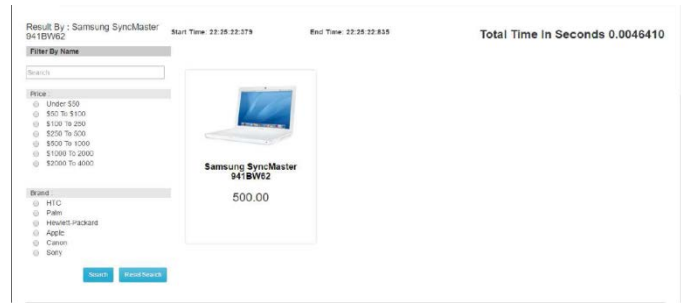 Result By : Samsung SyncMaster
941BW62
Start Time: 22:25:22:379
End Time: 22:25:22:835
Total Time In Seconds 0.0046410
Filter By Name
Search
Price :
Under $50
$50 To $100
$100 To 250
$250 To 500
$500 To 1000
$1000 To 2000
$2000 To 4000
Brand :
HTC
Palm
Hewlett-Packard
Apple
Canon
Sony
Search
Reset Search
Samsung SyncMaster
941BW62
500.00